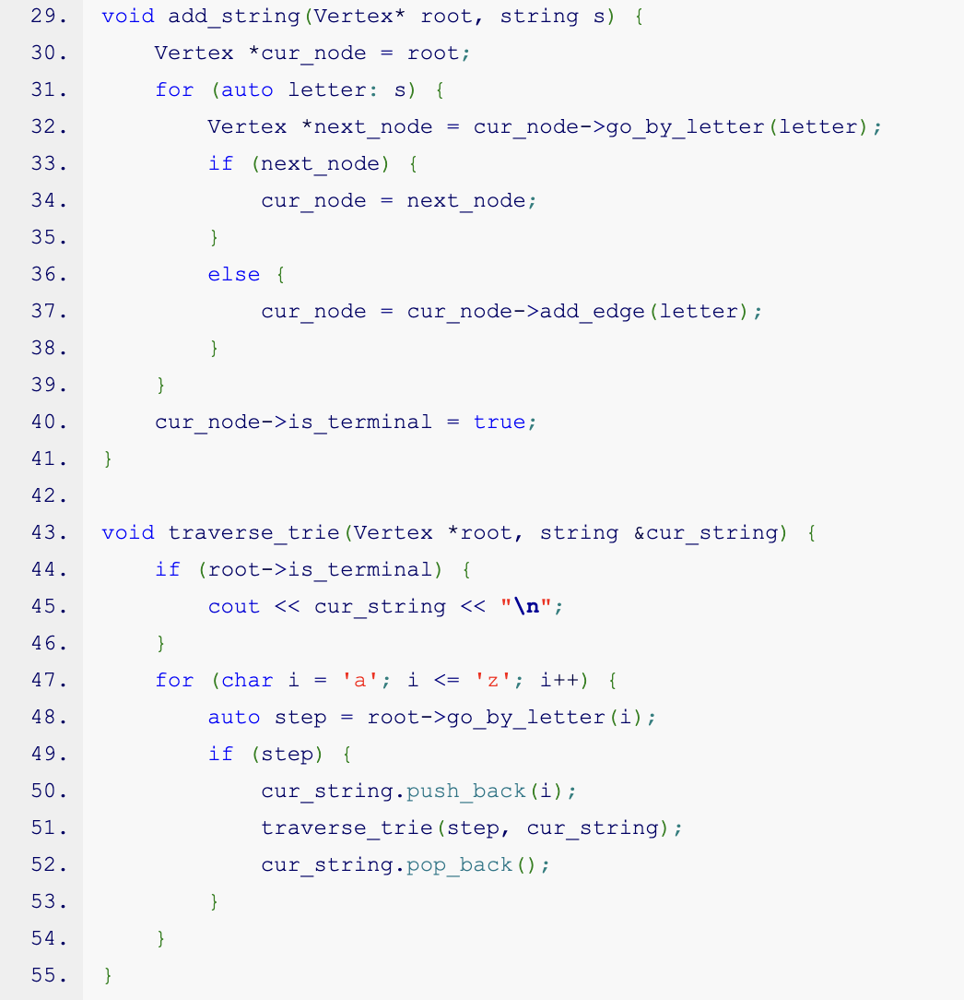 29. void add_string(Vertex* root, string s) {
30.     Vertex *cur_node = root;
31.     for (auto letter: s) {
32.         Vertex *next_node = cur_node->go_by_letter(letter);
33.         if (next_node) {
34.             cur_node = next_node;
35.         }
36.         else {
37.             cur_node = cur_node->add_edge(letter);
38.         }
39.     }
40.     cur_node->is_terminal = true;
41. }
42.
43. void traverse_trie(Vertex *root, string &cur_string) {
44.     if (root->is_terminal) {
45.         cout << cur_string << "\n";
46.     }
47.     for (char i = 'a'; i <= 'z'; i++) {
48.         auto step = root->go_by_letter(i);
49.         if (step) {
50.             cur_string.push_back(i);
51.             traverse_trie(step, cur_string);
52.             cur_string.pop_back();
53.         }
54.     }
55. }